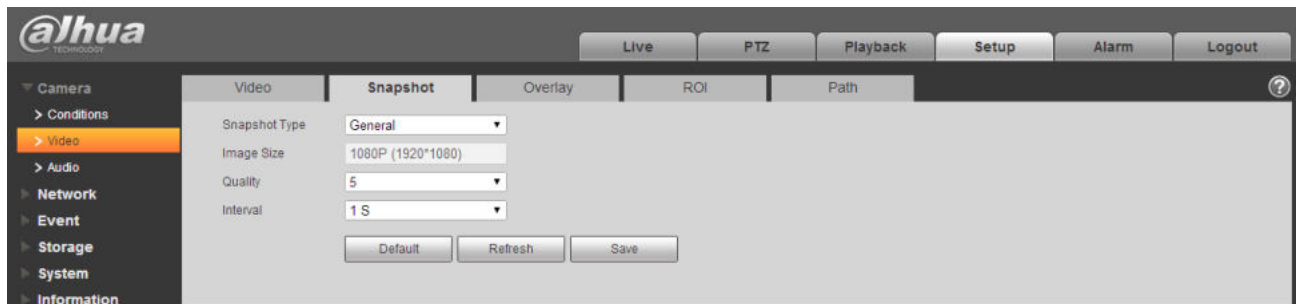 alhua
TECHNOLOGY
Live PTZ Playback Setup Alarm Logout
Camera
> Conditions
> Video
> Audio
Network
Event
Storage
System
Information
Video Snapshot Overlay ROI Path ?
Snapshot Type General
Image Size 1080P (1920*1080)
Quality 5
Interval 1 S
Default Refresh Save